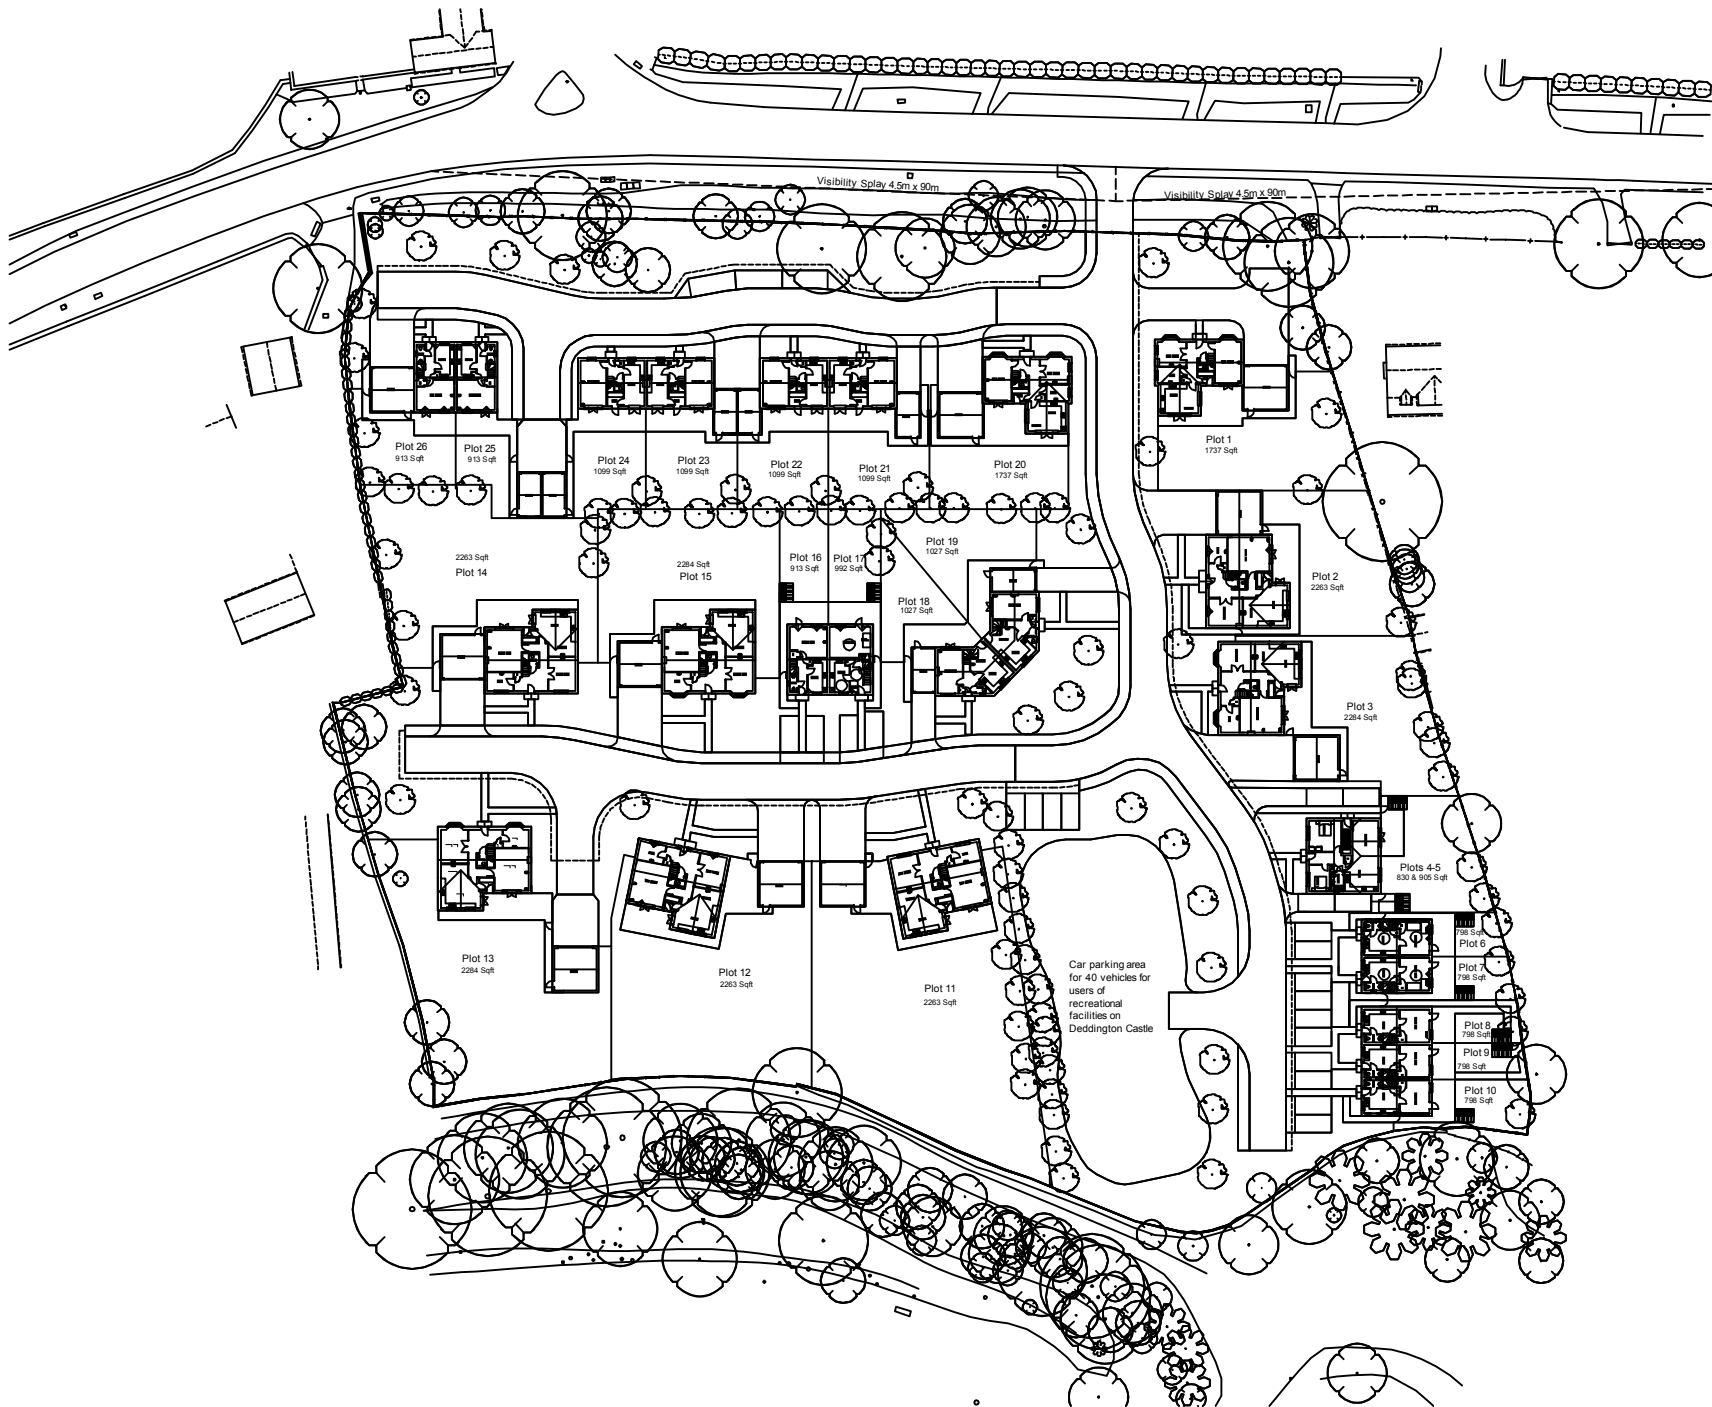 Visibility Splay 4.5m x 90m
Visibility Splay 4.5m x 90m
Plot 26
913 Sqft
Plot 25
913 Sqft
Plot 24
1099 Sqft
Plot 23
1099 Sqft
Plot 22
1099 Sqft
Plot 21
1099 Sqft
Plot 20
1737 Sqft
Plot 1
1737 Sqft
2263 Sqft
Plot 14
2284 Sqft
Plot 15
Plot 16
913 Sqft
Plot 17
992 Sqft
Plot 19
1027 Sqft
Plot 18
1027 Sqft
Plot 2
2263 Sqft
Plot 3
2284 Sqft
Plots 4-5
830 & 905 Sqft
798 Sqft
Plot 6
Plot 7
798 Sqft
Plot 8
798 Sqft
Plot 9
798 Sqft
Plot 10
798 Sqft
Plot 13
2284 Sqft
Plot 12
2263 Sqft
Plot 11
2263 Sqft
Car parking area
for 40 vehicles for
users of
recreational
facilities on
Deddington Castle